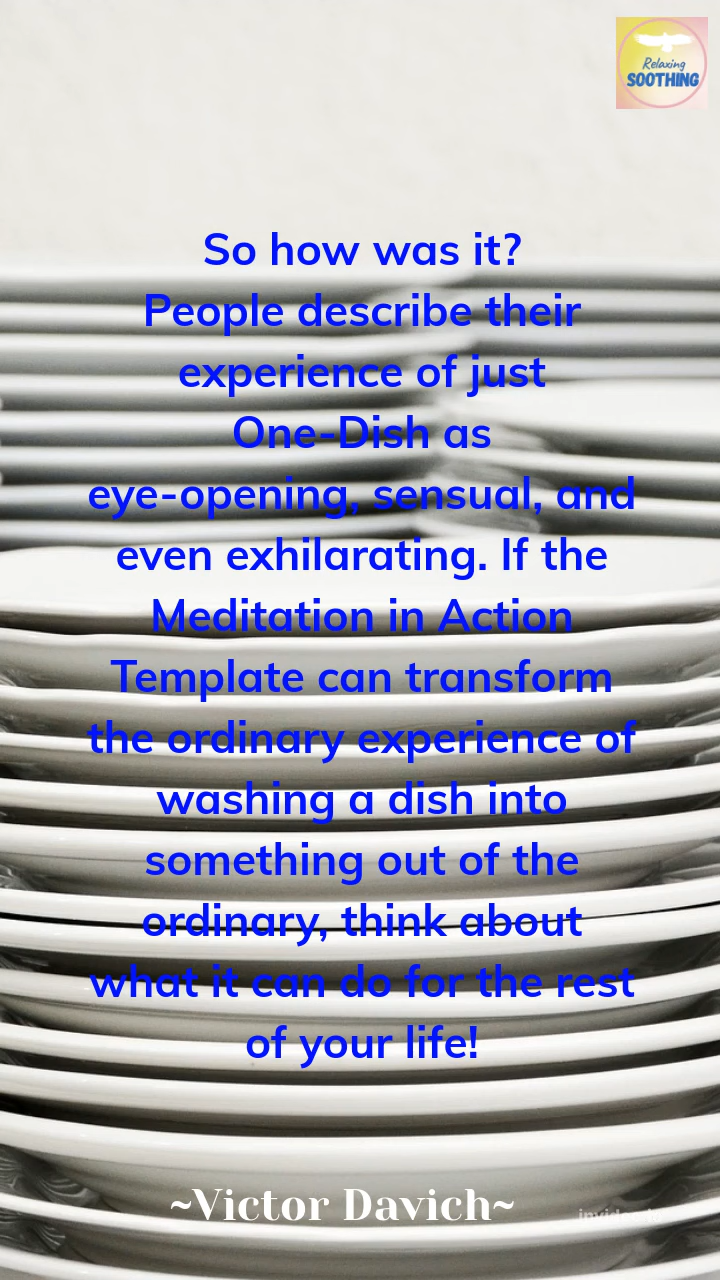 Relaxing
SOOTHING
So how was it?
People describe their
experience of just
One-Dish as
eye-opening, sensual, and
even exhilarating. If the
Meditation in Action
Template can transform
the ordinary experience of
washing a dish into
something out of the
ordinary, think about
what it can do for the rest
of your life!
~Victor Davich~